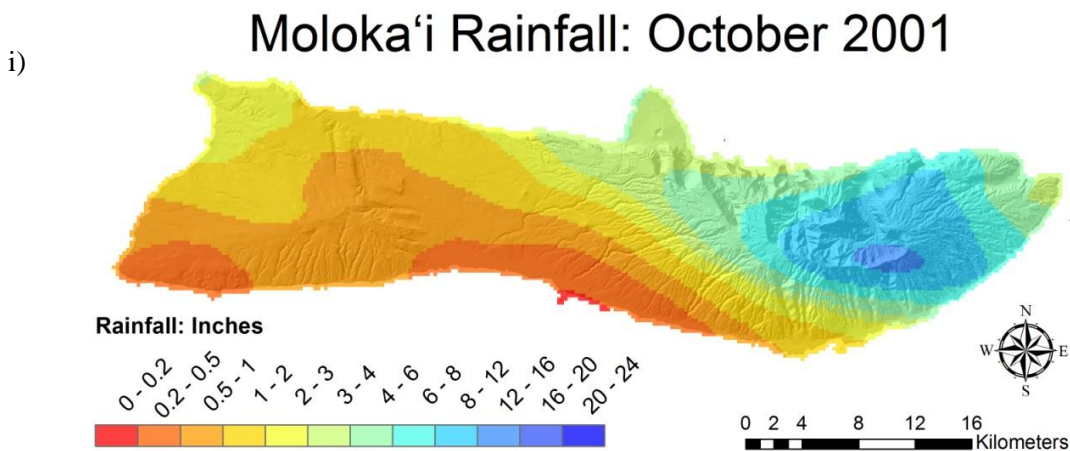 Moloka‘i Rainfall: October 2001
i)
Rainfall: Inches
0 - 0.2
0.2 - 0.5
0.5 - 1
1 - 2
2 - 3
3 - 4
4 - 6
6 - 8
8 - 12
12 - 16
16 - 20
20 - 24
N
W E
S
0 2 4 8 12 16
Kilometers